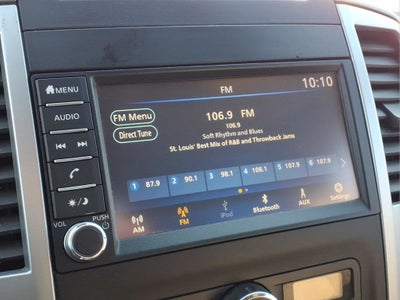 FM
10:10
MENU
AUDIO
VOL
PUSH
FM Menu
Direct Tune
106.9 FM
106.9
Soft Rhythm and Blues
St. Louis' Best Mix of R&B and Throwback Jams
1 87.9 2 90.1 3 98.1 4 106.1 5 107.9 6 107.9
AM
FM
iPod
Bluetooth
AUX
Settings